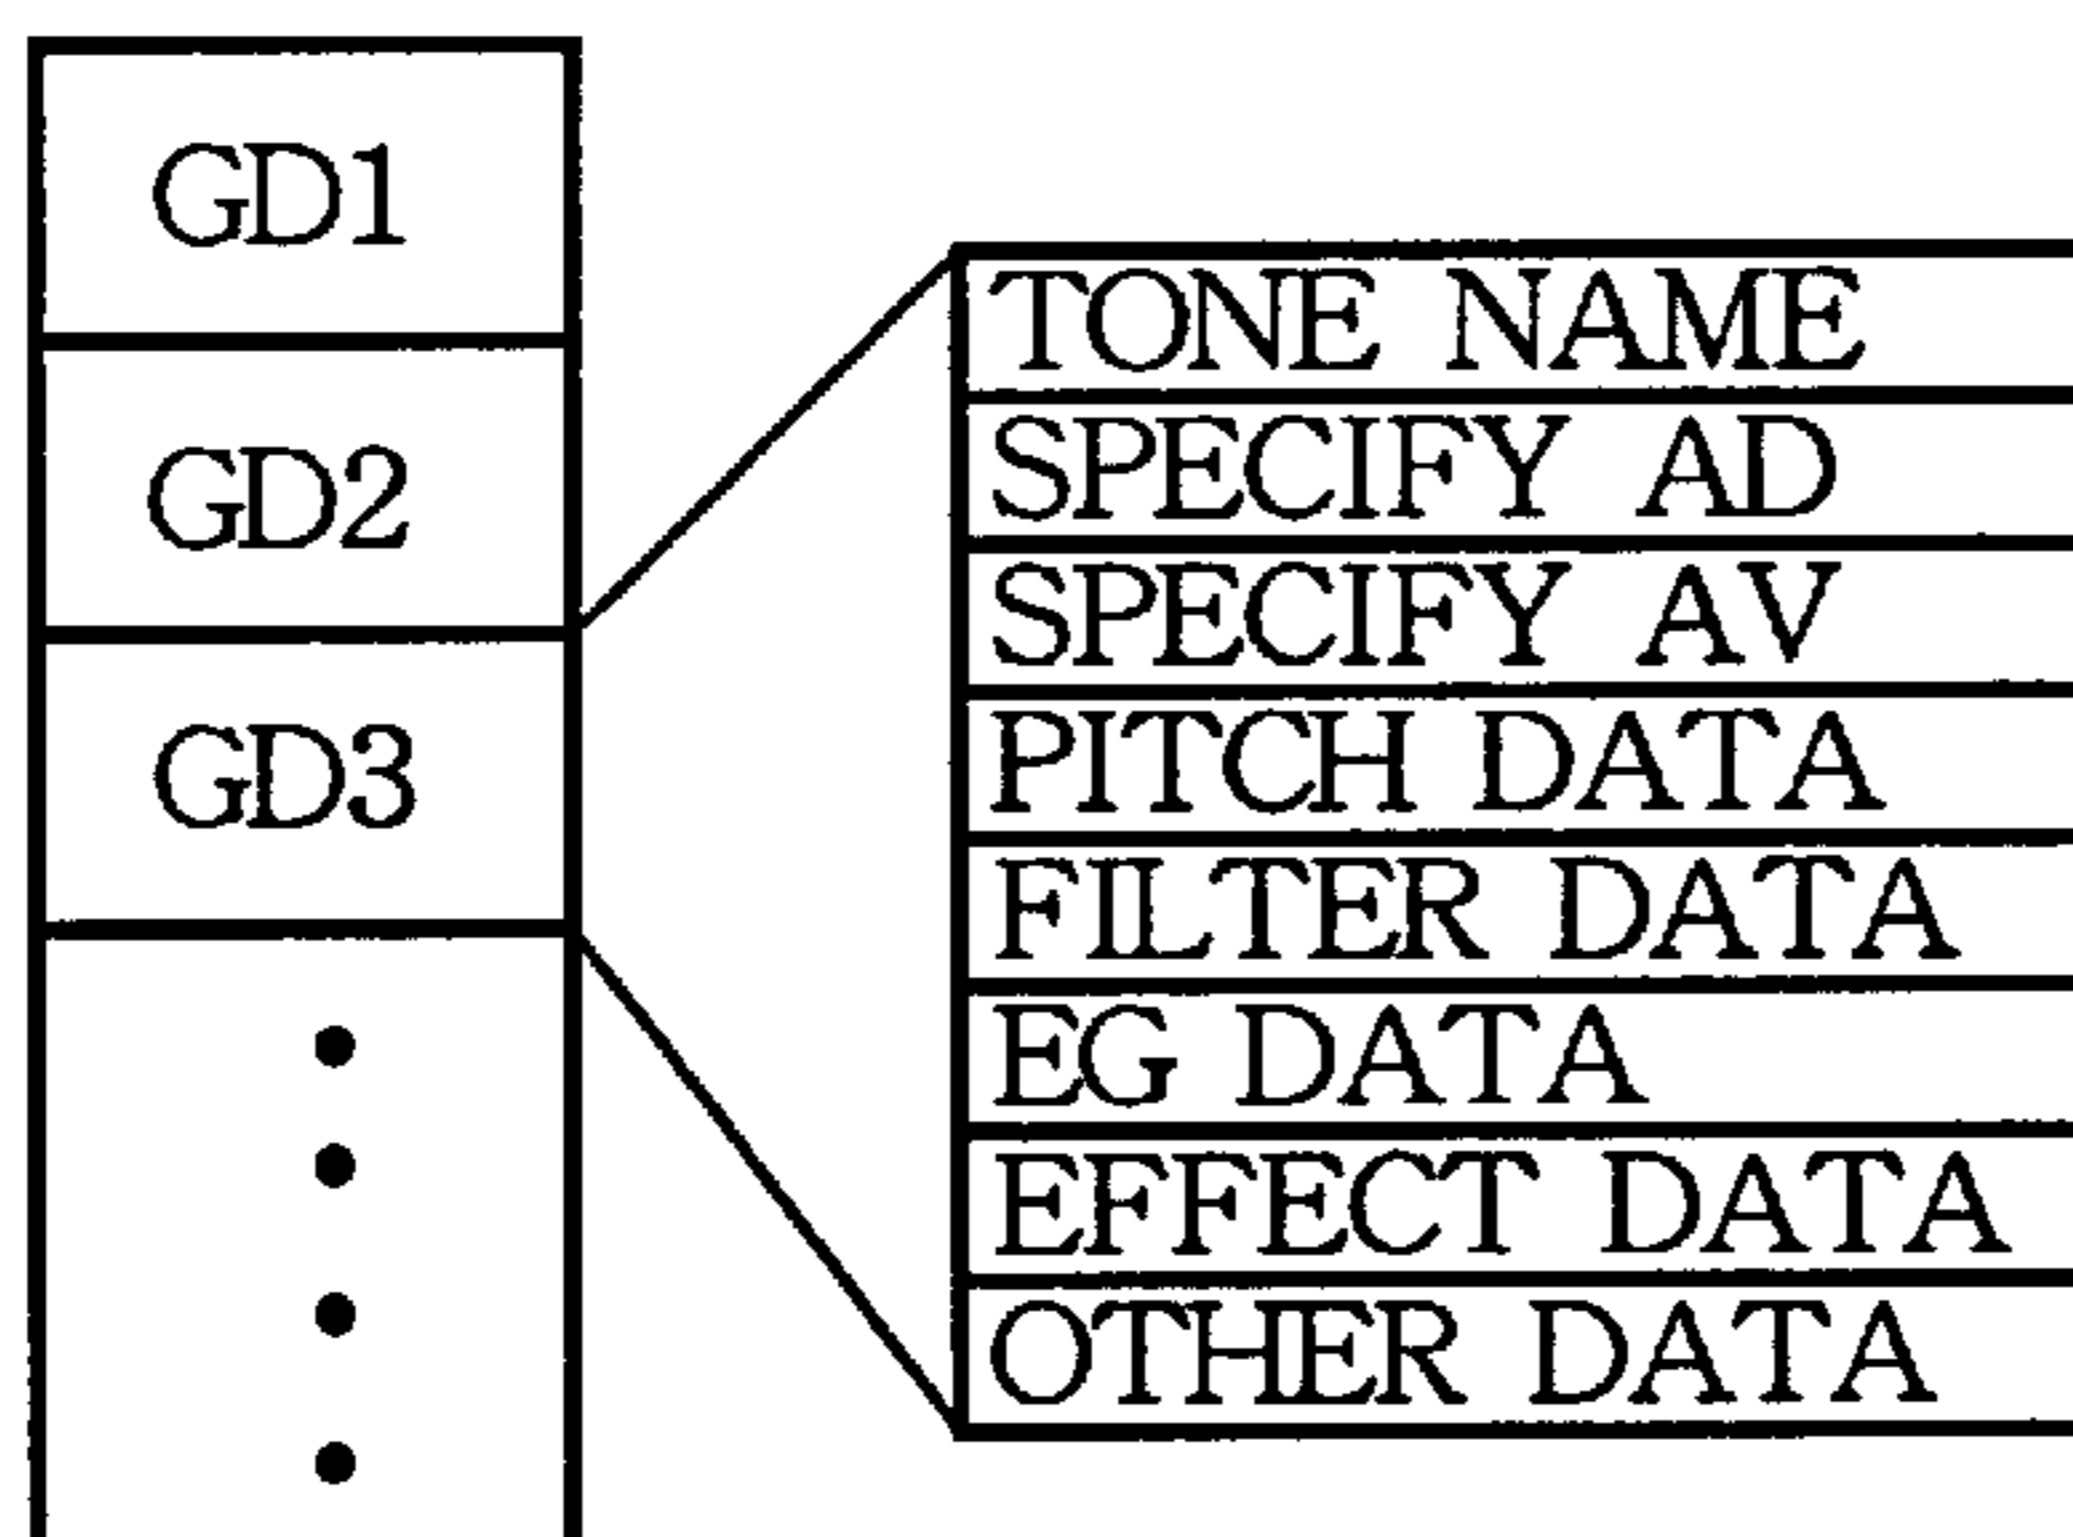 GD1
GD2
GD3
TONE NAME
SPECIFY AD
SPECIFY AV
PITCH DATA
FILTER DATA
EG DATA
EFFECT DATA
OTHER DATA